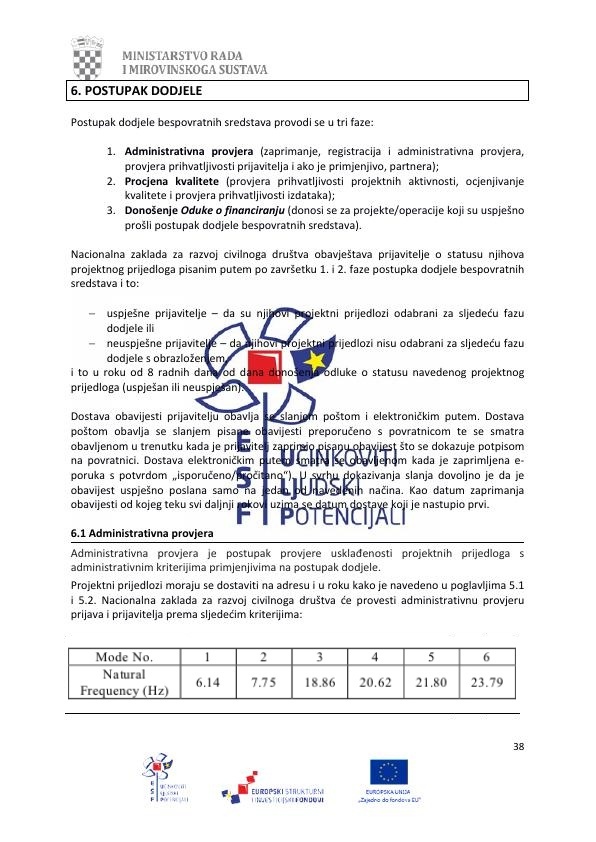 MINISTARSTVO RADA
I MIROVINSKOGA SUSTAVA
6. POSTUPAK DODJELE
Postupak dodjele bespovratnih sredstava provodi se u tri faze:
1. Administrativna provjera (zaprimanje, registracija i administrativna provjera,
provjera prihvatljivosti prijavitelja i ako je primjenjivo, partnera);
2. Procjena kvalitete (provjera prihvatljivosti projektnih aktivnosti, ocjenjivanje
kvalitete i provjera prihvatljivosti izdataka);
3. Donošenje Oduke o financiranju (donosi se za projekte/operacije koji su uspješno
prošli postupak dodjele bespovratnih sredstava).
Nacionalna zaklada za razvoj civilnoga društva obavještava prijavitelje o statusu njihova
projektnog prijedloga pisanim putem po završetku 1. i 2. faze postupka dodjele bespovratnih
sredstava i to:
– uspješne prijavitelje – da su njihovi projektni prijedlozi odabrani za sljedeću fazu
dodjele ili
– neuspješne prijavitelje – da njihovi projektni prijedlozi nisu odabrani za sljedeću fazu
dodjele s obrazloženjem,
i to u roku od 8 radnih dana od dana donošenja odluke o statusu navedenog projektnog
prijedloga (uspješan ili neuspješan).
Dostava obavijesti prijavitelju obavlja se slanjem poštom i elektroničkim putem. Dostava
poštom obavlja se slanjem pisane obavijesti preporučeno s povratnicom te se smatra
obavljenom u trenutku kada je prijavitelj zaprimio pisanu obavijest što se dokazuje potpisom
na povratnici. Dostava elektroničkim putem smatra se obavljenom kada je zaprimljena e-
poruka s potvrdom „isporučeno/pročitano“). U svrhu dokazivanja slanja dovoljno je da je
obavijest uspješno poslana samo na jedan od navedenih načina. Kao datum zaprimanja
obavijesti od kojeg teku svi daljnji rokovi uzima se datum dostave koji je nastupio prvi.
ESF
UČINKOVITI
LJUDSKI
POTENCIJALI
6.1 Administrativna provjera
Administrativna provjera je postupak provjere usklađenosti projektnih prijedloga s
administrativnim kriterijima primjenjivima na postupak dodjele.
Projektni prijedlozi moraju se dostaviti na adresu i u roku kako je navedeno u poglavljima 5.1
i 5.2. Nacionalna zaklada za razvoj civilnoga društva će provesti administrativnu provjeru
prijava i prijavitelja prema sljedećim kriterijima:
Mode No. 1 2 3 4 5 6
Natural
Frequency (Hz) 6.14 7.75 18.86 20.62 21.80 23.79
38
ESF
UČINKOVITI
LJUDSKI
POTENCIJALI
EUROPSKI STRUKTURNI
I INVESTICIJSKI FONDOVI
EUROPSKA UNIJA
„Zajedno do fondova EU“